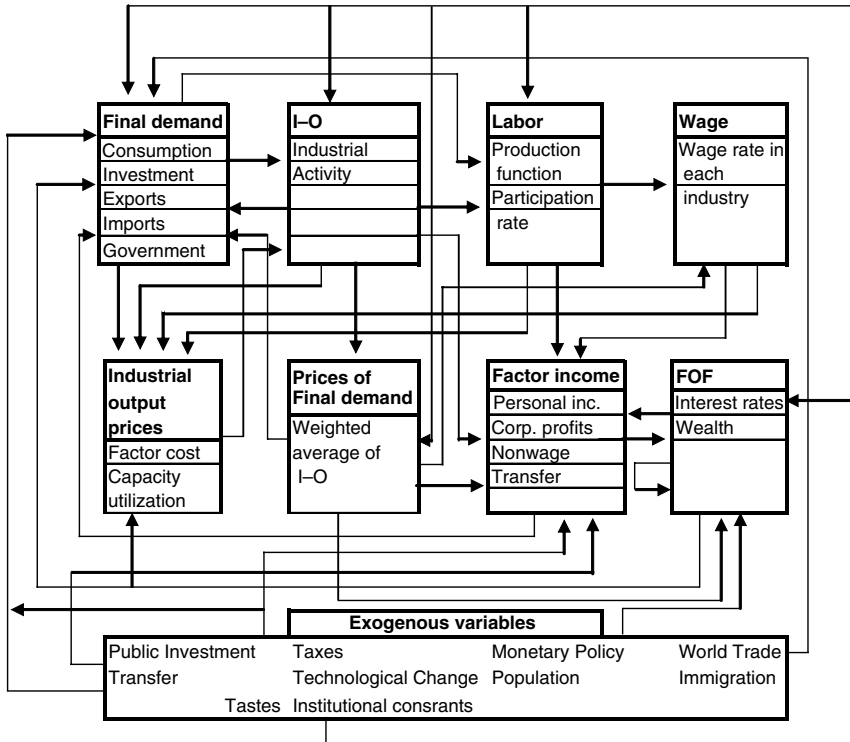 Final demand
Consumption
Investment
Exports
Imports
Government
I–O
Industrial
Activity
Labor
Production
function
Participation
rate
Wage
Wage rate in
each
industry
Industrial
output
prices
Factor cost
Capacity
utilization
Prices of
Final demand
Weighted
average of
I–O
Factor income
Personal inc.
Corp. profits
Nonwage
Transfer
FOF
Interest rates
Wealth
Exogenous variables
Public Investment Taxes Monetary Policy World Trade
Transfer Technological Change Population Immigration
Tastes Institutional consrants